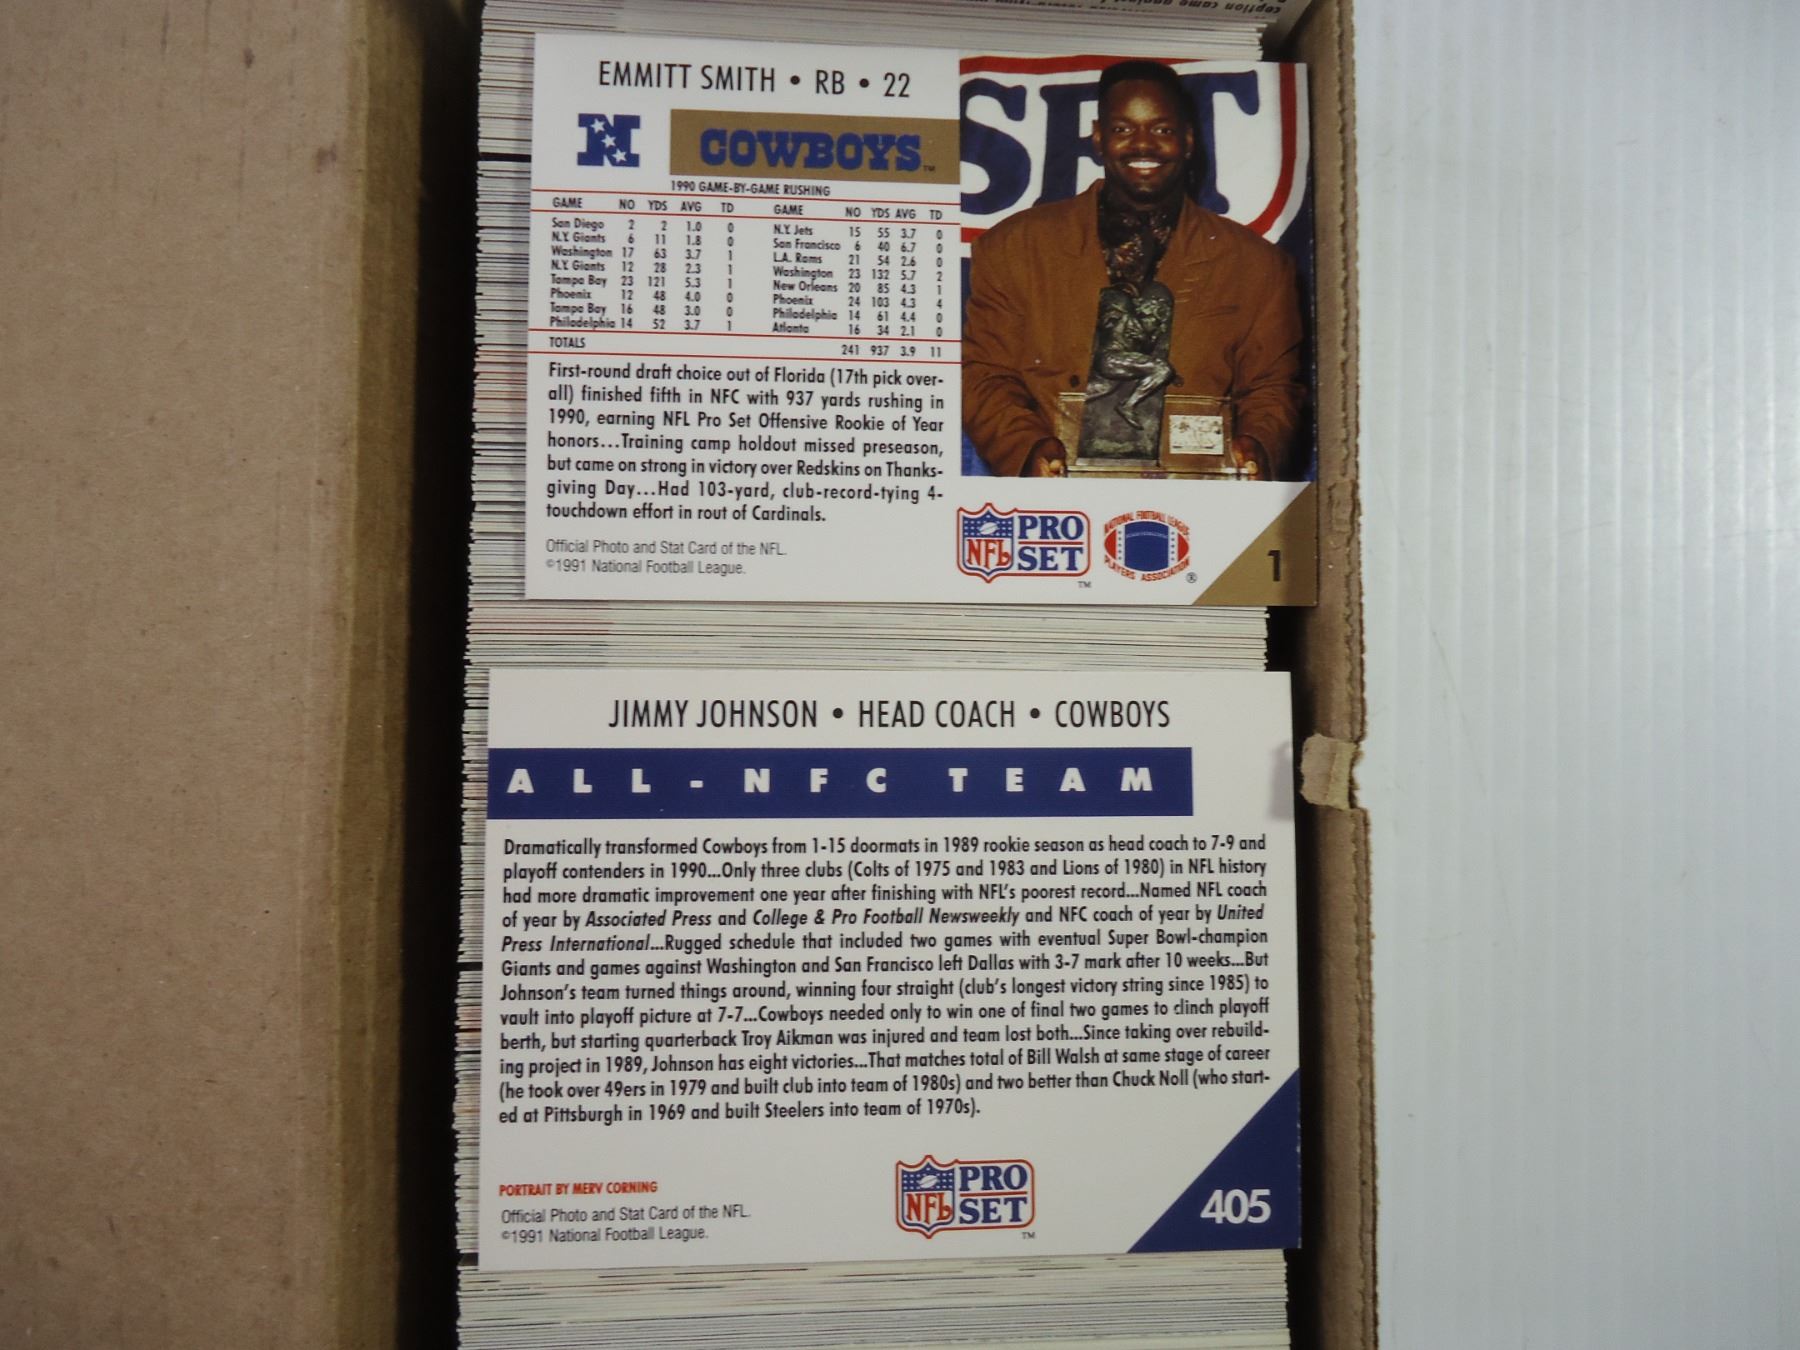 ception came against
EMMITT SMITH • RB • 22
N
COWBOYS™
1990 GAME-BY-GAME RUSHING
GAME NO YDS AVG TD GAME NO YDS AVG TD
San Diego 2 2 1.0 0 N.Y. Jets 15 55 3.7 0
N.Y. Giants 6 11 1.8 0 San Francisco 6 40 6.7 0
Washington 17 63 3.7 1 L.A. Rams 21 54 2.6 0
N.Y. Giants 12 28 2.3 1 Washington 23 132 5.7 2
Tampa Bay 23 121 5.3 1 New Orleans 20 85 4.3 1
Phoenix 12 48 4.0 0 Phoenix 24 103 4.3 4
Tampa Bay 16 48 3.0 0 Philadelphia 14 61 4.4 0
Philadelphia 14 52 3.7 1 Atlanta 16 34 2.1 0
TOTALS 241 937 3.9 11
First-round draft choice out of Florida (17th pick over-
all) finished fifth in NFC with 937 yards rushing in
1990, earning NFL Pro Set Offensive Rookie of Year
honors...Training camp holdout missed preseason,
but came on strong in victory over Redskins on Thanks-
giving Day...Had 103-yard, club-record-tying 4-
touchdown effort in rout of Cardinals.
Official Photo and Stat Card of the NFL.
©1991 National Football League.
SET
NFL PRO SET™
NATIONAL FOOTBALL LEAGUE PLAYERS ASSOCIATION®
1
JIMMY JOHNSON • HEAD COACH • COWBOYS
ALL-NFC TEAM
Dramatically transformed Cowboys from 1-15 doormats in 1989 rookie season as head coach to 7-9 and
playoff contenders in 1990...Only three clubs (Colts of 1975 and 1983 and Lions of 1980) in NFL history
had more dramatic improvement one year after finishing with NFL's poorest record...Named NFL coach
of year by Associated Press and College & Pro Football Newsweekly and NFC coach of year by United
Press International...Rugged schedule that included two games with eventual Super Bowl-champion
Giants and games against Washington and San Francisco left Dallas with 3-7 mark after 10 weeks...But
Johnson's team turned things around, winning four straight (club's longest victory string since 1985) to
vault into playoff picture at 7-7...Cowboys needed only to win one of final two games to clinch playoff
berth, but starting quarterback Troy Aikman was injured and team lost both...Since taking over rebuild-
ing project in 1989, Johnson has eight victories...That matches total of Bill Walsh at same stage of career
(he took over 49ers in 1979 and built club into team of 1980s) and two better than Chuck Noll (who start-
ed at Pittsburgh in 1969 and built Steelers into team of 1970s).
PORTRAIT BY MERV CORNING
Official Photo and Stat Card of the NFL.
©1991 National Football League.
NFL PRO SET™
405